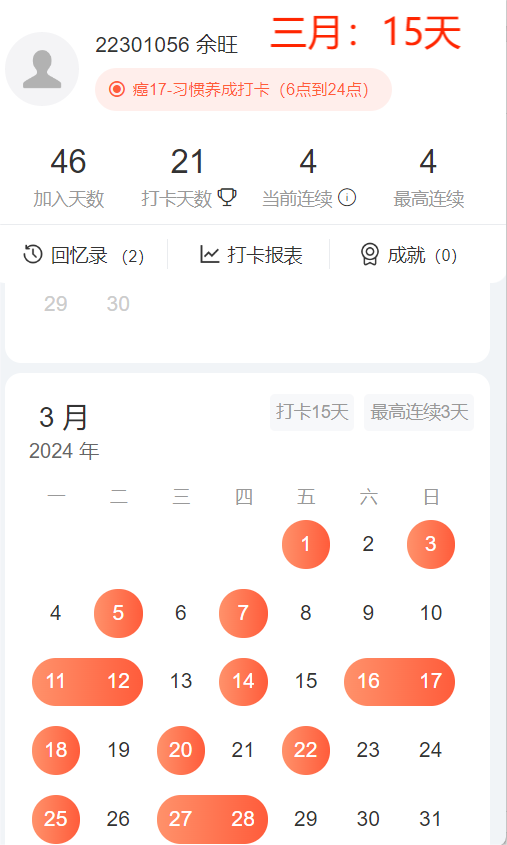 三月：15天
22301056 余旺
癌17-习惯养成打卡（6点到24点）
46 21 4 4
加入天数 打卡天数 当前连续 最高连续
回忆录 （2） 打卡报表 成就（0）
29 30
3 月 打卡15天 最高连续3天
2024 年
一 二 三 四 五 六 日
1 2 3
4 5 6 7 8 9 10
11 12 13 14 15 16 17
18 19 20 21 22 23 24
25 26 27 28 29 30 31